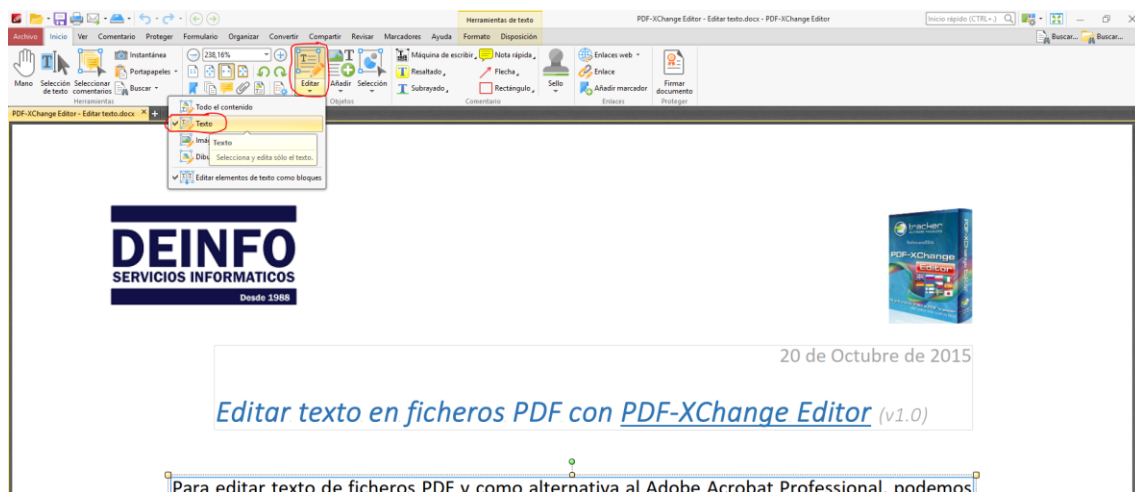 Herramientas de texto
PDF-XChange Editor - Editar texto.docx - PDF-XChange Editor
Inicio rápido (CTRL+.)
Archivo Inicio Ver Comentario Proteger Formulario Organizar Convertir Compartir Revisar Marcadores Ayuda Formato Disposición
Buscar... Buscar...
Mano
Selección de texto
Seleccionar comentarios
Instantánea
Portapapeles
Buscar
Herramientas
238,16%
Editar
Añadir
Selección
Objetos
Máquina de escribir
Nota rápida
Resaltado
Flecha
Subrayado
Rectángulo
Sello
Comentario
Enlaces web
Enlace
Añadir marcador
Enlaces
Firmar documento
Proteger
PDF-XChange Editor - Editar texto.docx
Todo el contenido
Texto
Texto
Selecciona y edita sólo el texto.
Editar elementos de texto como bloques
DEINFO
SERVICIOS INFORMATICOS
Desde 1988
tracker
PDF-XChange
Editor
20 de Octubre de 2015
Editar texto en ficheros PDF con PDF-XChange Editor (v1.0)
Para editar texto de ficheros PDF y como alternativa al Adobe Acrobat Professional, podemos